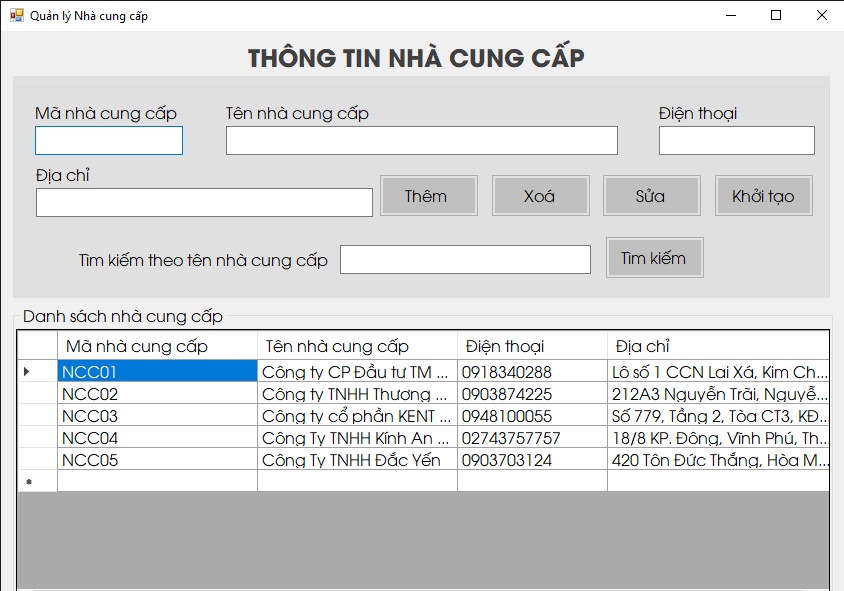 Quản lý Nhà cung cấp
THÔNG TIN NHÀ CUNG CẤP
Mã nhà cung cấp Tên nhà cung cấp Điện thoại
Địa chỉ
Thêm Xoá Sửa Khởi tạo
Tìm kiếm theo tên nhà cung cấp Tìm kiếm
Danh sách nhà cung cấp
Mã nhà cung cấp Tên nhà cung cấp Điện thoại Địa chỉ
NCC01 Công ty CP Đầu tư TM ... 0918340288 Lô số 1 CCN Lai Xá, Kim Ch...
NCC02 Công ty TNHH Thương ... 0903874225 212A3 Nguyễn Trãi, Nguyễ...
NCC03 Công ty cổ phần KENT ... 0948100055 Số 779, Tầng 2, Tòa CT3, KĐ...
NCC04 Công Ty TNHH Kính An ... 02743757757 18/8 KP. Đông, Vĩnh Phú, Th...
NCC05 Công Ty TNHH Đắc Yến 0903703124 420 Tôn Đức Thắng, Hòa M...